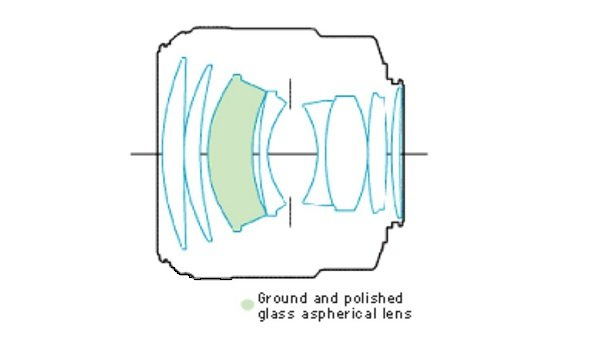 Ground and polished
glass aspherical lens